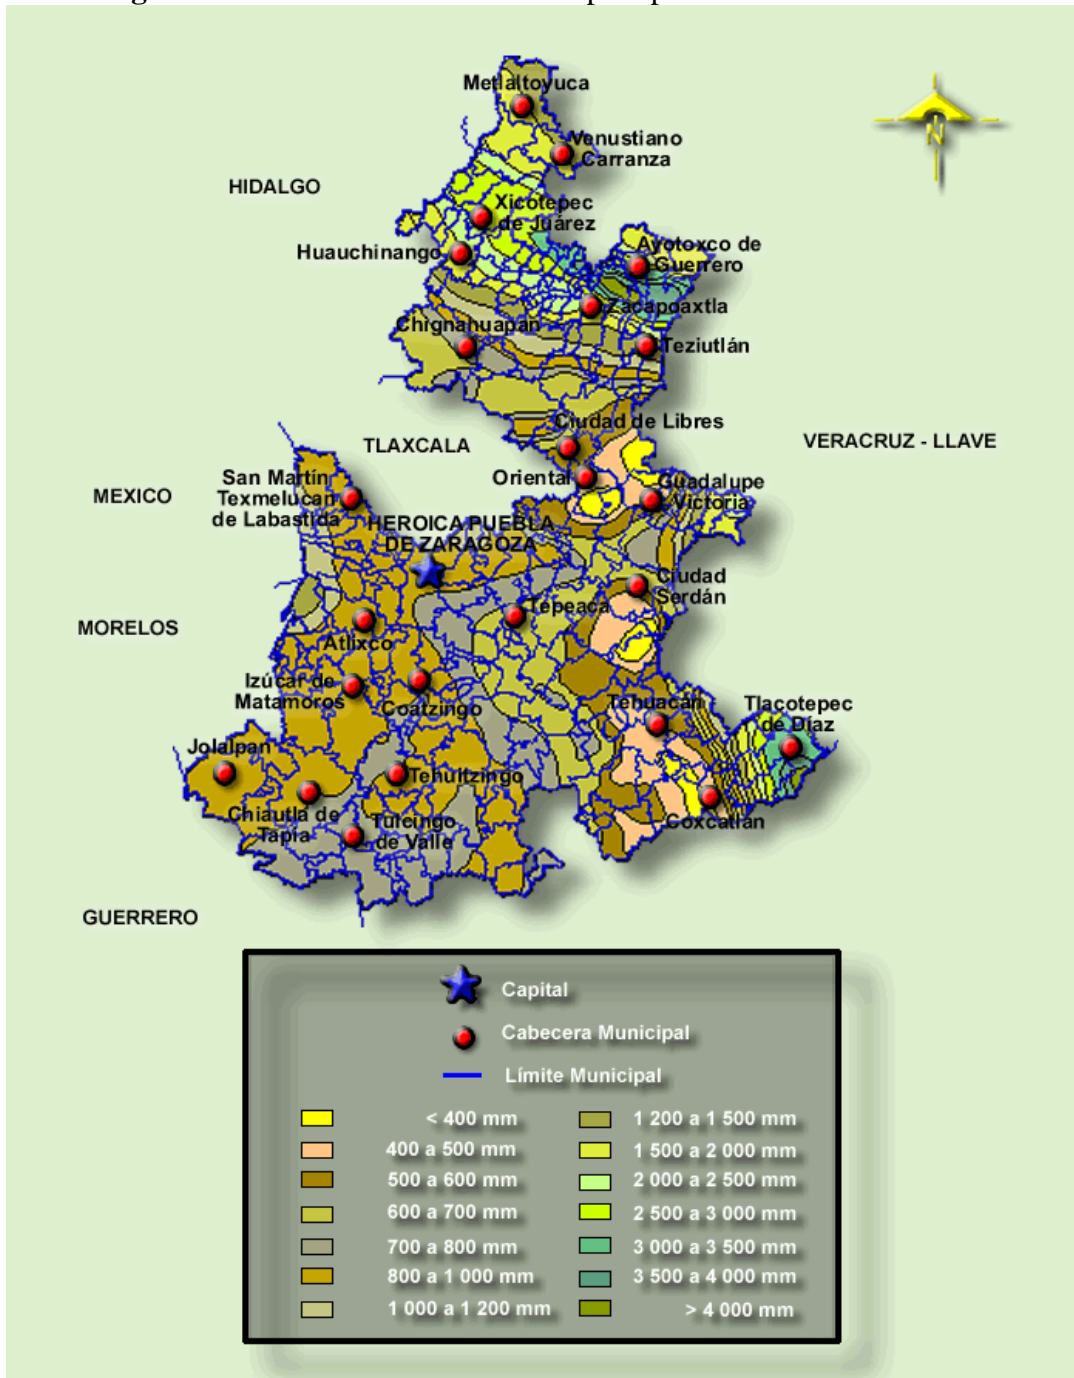 Metlaltoyuca
Venustiano
Carranza
HIDALGO
Xicotepec
de Juárez
Huauchinango
Ayotoxco de
Guerrero
Zacapoaxtla
Chignahuapan
Teziutlán
Ciudad de Libres
TLAXCALA
VERACRUZ - LLAVE
Oriental
San Martín
Texmelucan
de Labastida
MEXICO
Guadalupe
Victoria
HEROICA PUEBLA
DE ZARAGOZA
Ciudad
Serdán
Tepeaca
MORELOS
Atlixco
Izúcar de
Matamoros
Coatzingo
Tehuacán
Tlacotepec
de Díaz
Jolalpan
Tehuitzingo
Chiautla de
Tapia
Tulcingo
de Valle
Coxcatlán
GUERRERO
N
Capital
Cabecera Municipal
Límite Municipal
< 400 mm
400 a 500 mm
500 a 600 mm
600 a 700 mm
700 a 800 mm
800 a 1 000 mm
1 000 a 1 200 mm
1 200 a 1 500 mm
1 500 a 2 000 mm
2 000 a 2 500 mm
2 500 a 3 000 mm
3 000 a 3 500 mm
3 500 a 4 000 mm
> 4 000 mm